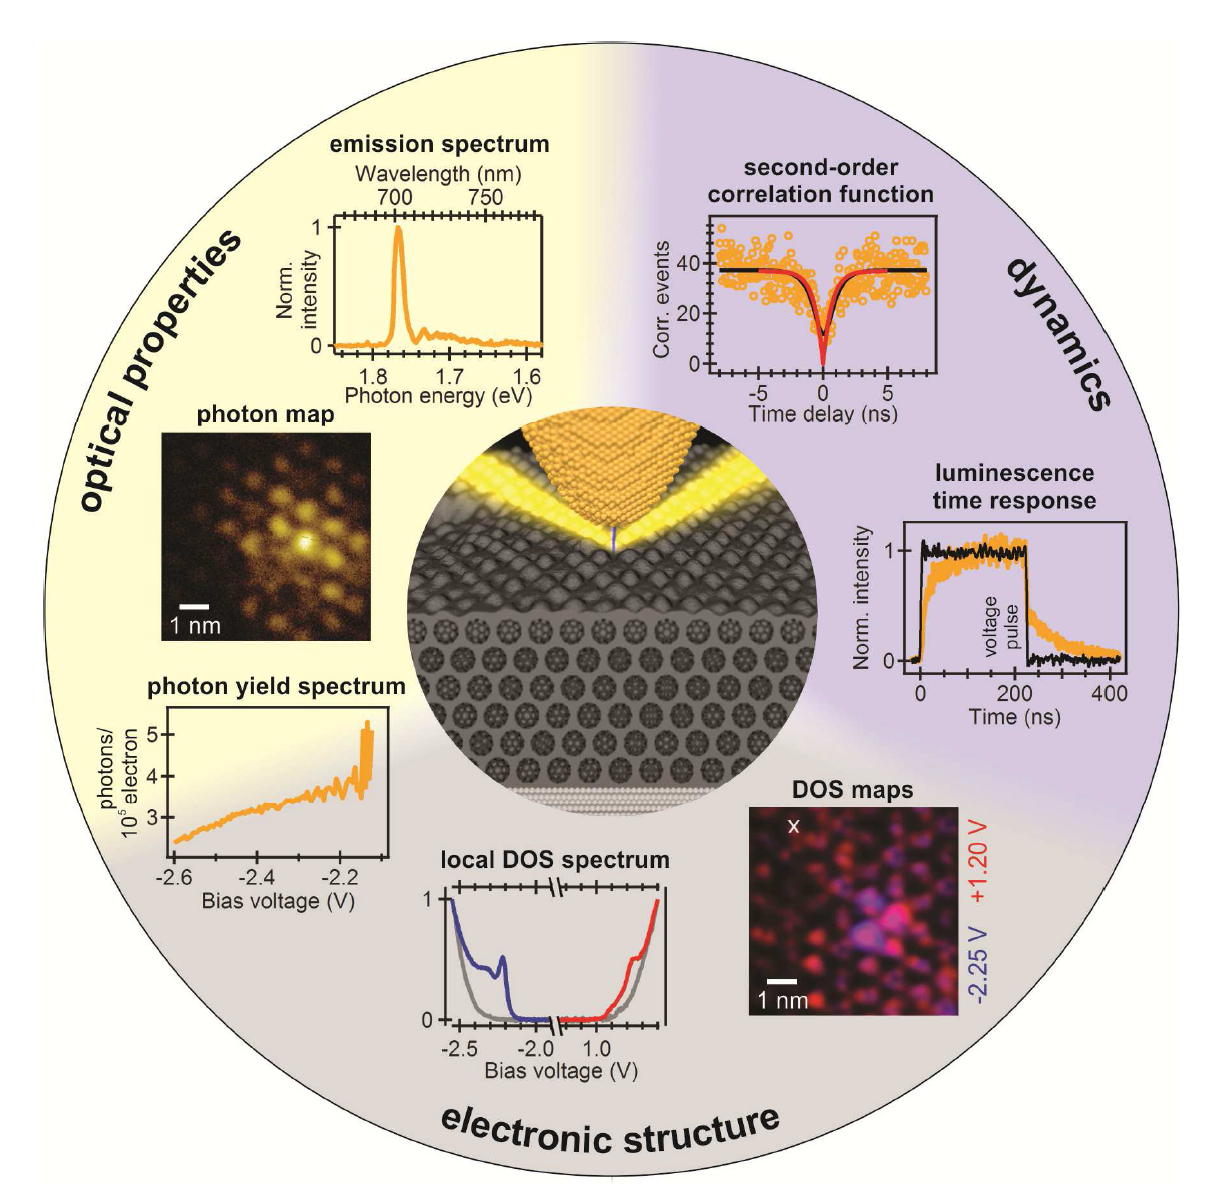 optical properties
emission spectrum
Wavelength (nm)
700 750
1
Norm.
intensity
0
1.8 1.7 1.6
Photon energy (eV)
photon map
1 nm
photon yield spectrum
photons/
10⁵ electron
5
4
3
-2.6 -2.4 -2.2
Bias voltage (V)
dynamics
second-order
correlation function
Corr. events
40
20
0
-5 0 5
Time delay (ns)
luminescence
time response
Norm. intensity
1
0
voltage
pulse
0 200 400
Time (ns)
DOS maps
x
1 nm
-2.25 V +1.20 V
local DOS spectrum
1
0
-2.5 -2.0 1.0
Bias voltage (V)
electronic structure